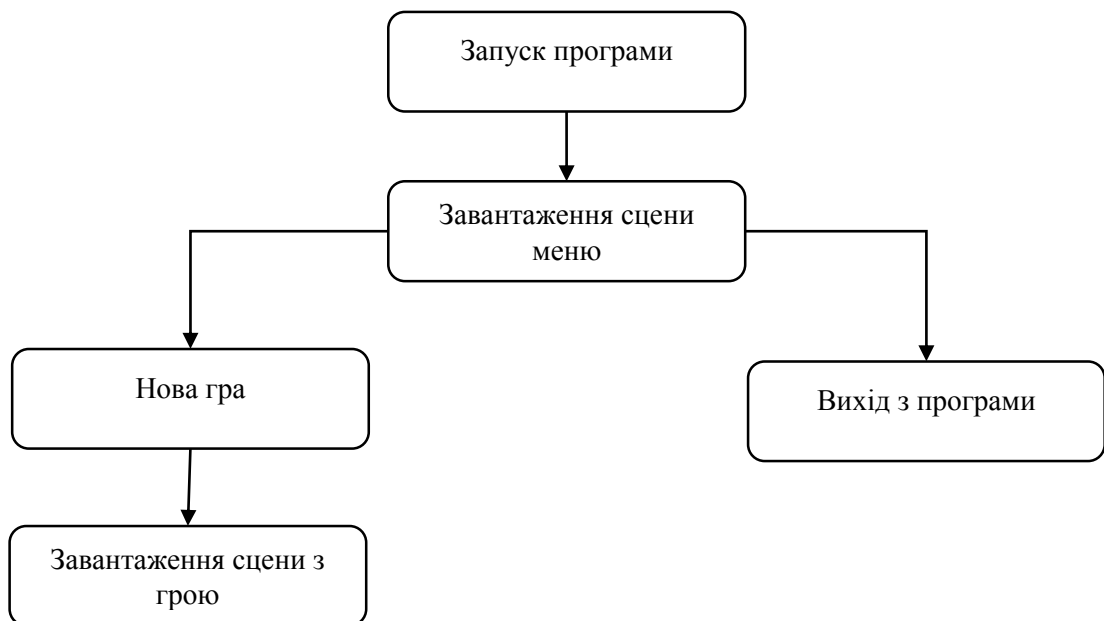 Запуск програми
Завантаження сцени
меню
Нова гра
Вихід з програми
Завантаження сцени з
грою